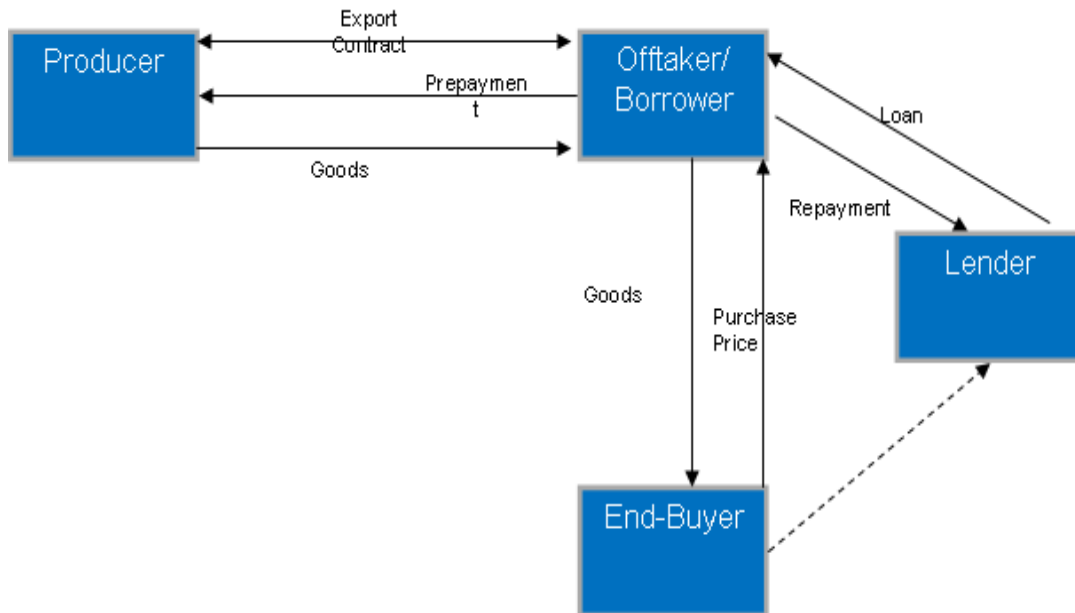 Export
Contract
Producer
Offtaker/
Borrower
Prepaymen
t
Loan
Goods
Repayment
Lender
Goods
Purchase
Price
End-Buyer